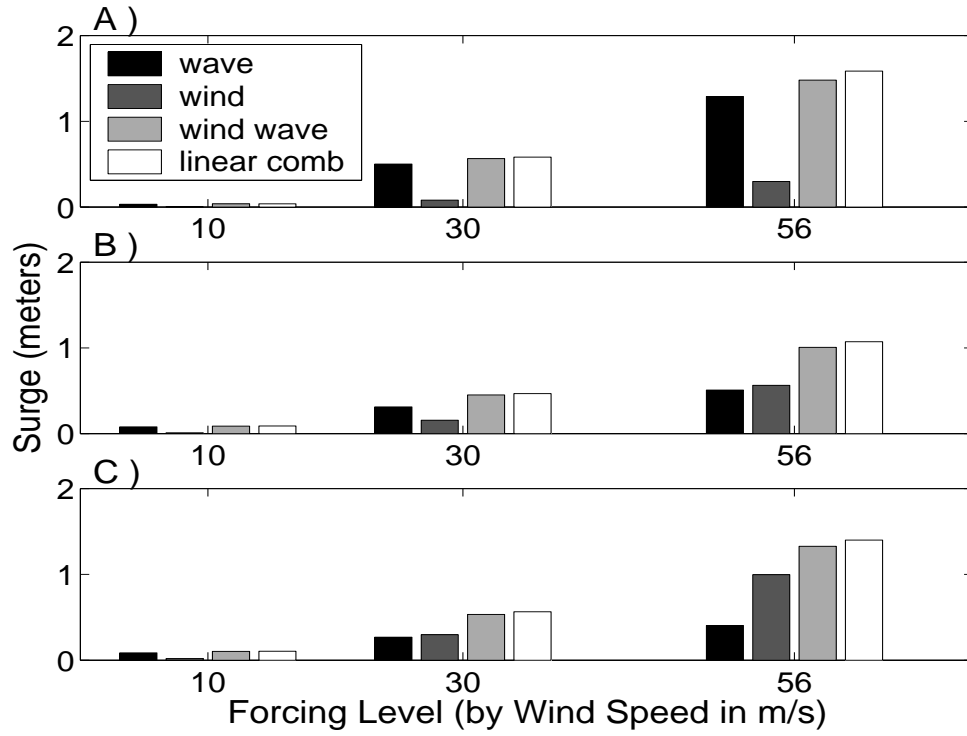 A )
2
1
0
wave
wind
wind wave
linear comb
10 30 56
B )
2
1
0
10 30 56
C )
2
1
0
10 30 56
Surge (meters)
Forcing Level (by Wind Speed in m/s)